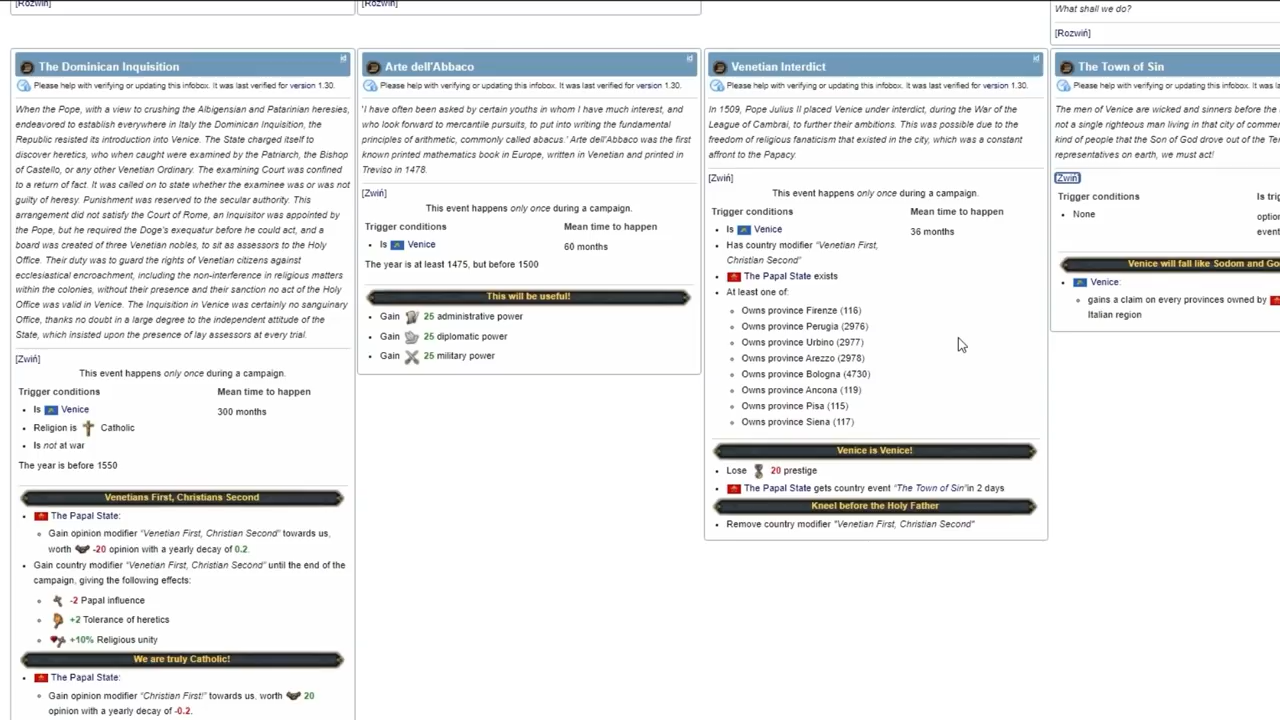 [Rozwiń]
[Rozwiń]
What shall we do?
[Rozwiń]
The Dominican Inquisition
id
Please help with verifying or updating this infobox. It was last verified for version 1.30.
When the Pope, with a view to crushing the Albigensian and Patarinian heresies,
endeavored to establish everywhere in Italy the Dominican Inquisition, the
Republic resisted its introduction into Venice. The State charged itself to
discover heretics, who when caught were examined by the Patriarch, the Bishop
of Castello, or any other Venetian Ordinary. The examining Court was confined
to a return of fact. It was called on to state whether the examinee was or was not
guilty of heresy. Punishment was reserved to the secular authority. This
arrangement did not satisfy the Court of Rome, an Inquisitor was appointed by
the Pope, but he required the Doge's exequatur before he could act, and a
board was created of three Venetian nobles, to sit as assessors to the Holy
Office. Their duty was to guard the rights of Venetian citizens against
ecclesiastical encroachment, including the non-interference in religious matters
within the colonies, without their presence and their sanction no act of the Holy
Office was valid in Venice. The Inquisition in Venice was certainly no sanguinary
Office, thanks no doubt in a large degree to the independent attitude of the
State, which insisted upon the presence of lay assessors at every trial.
[Zwiń]
This event happens only once during a campaign.
Trigger conditions
Mean time to happen
Is Venice
300 months
Religion is Catholic
Is not at war
The year is before 1550
Venetians First, Christians Second
The Papal State:
Gain opinion modifier "Venetian First, Christian Second" towards us,
worth -20 opinion with a yearly decay of 0.2.
Gain country modifier "Venetian First, Christian Second" until the end of the
campaign, giving the following effects:
-2 Papal influence
+2 Tolerance of heretics
+10% Religious unity
We are truly Catholic!
The Papal State:
Gain opinion modifier "Christian First!" towards us, worth 20
opinion with a yearly decay of -0.2.
Arte dell'Abbaco
id
Please help with verifying or updating this infobox. It was last verified for version 1.30.
'I have often been asked by certain youths in whom I have much interest, and
who look forward to mercantile pursuits, to put into writing the fundamental
principles of arithmetic, commonly called abacus.' Arte dell'Abbaco was the first
known printed mathematics book in Europe, written in Venetian and printed in
Treviso in 1478.
[Zwiń]
This event happens only once during a campaign.
Trigger conditions
Mean time to happen
Is Venice
60 months
The year is at least 1475, but before 1500
This will be useful!
Gain 25 administrative power
Gain 25 diplomatic power
Gain 25 military power
Venetian Interdict
id
Please help with verifying or updating this infobox. It was last verified for version 1.30.
In 1509, Pope Julius II placed Venice under interdict, during the War of the
League of Cambrai, to further their ambitions. This was possible due to the
freedom of religious fanaticism that existed in the city, which was a constant
affront to the Papacy.
[Zwiń]
This event happens only once during a campaign.
Trigger conditions
Mean time to happen
Is Venice
36 months
Has country modifier "Venetian First,
Christian Second"
The Papal State exists
At least one of:
Owns province Firenze (116)
Owns province Perugia (2976)
Owns province Urbino (2977)
Owns province Arezzo (2978)
Owns province Bologna (4730)
Owns province Ancona (119)
Owns province Pisa (115)
Owns province Siena (117)
Venice is Venice!
Lose 20 prestige
The Papal State gets country event "The Town of Sin"in 2 days
Kneel before the Holy Father
Remove country modifier "Venetian First, Christian Second"
The Town of Sin
Please help with verifying or updating this infobox. It was la
The men of Venice are wicked and sinners before the
not a single righteous man living in that city of comme
kind of people that the Son of God drove out of the Te
representatives on earth, we must act!
[Zwiń]
Trigger conditions
Is trig
None
optio
event
Venice will fall like Sodom and Go
Venice:
gains a claim on every provinces owned by
Italian region